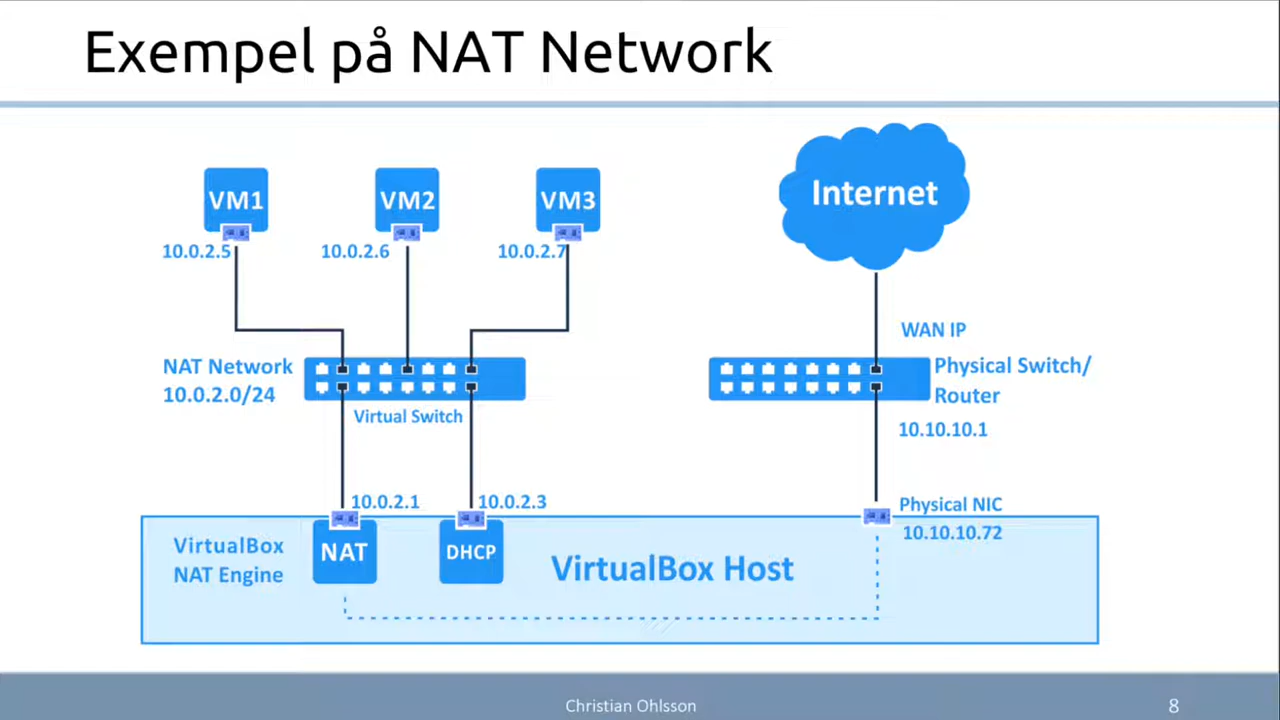 Exempel på NAT Network
VM1
VM2
VM3
Internet
10.0.2.5
10.0.2.6
10.0.2.7
WAN IP
NAT Network
10.0.2.0/24
Virtual Switch
Physical Switch/
Router
10.10.10.1
10.0.2.1
10.0.2.3
Physical NIC
10.10.10.72
VirtualBox
NAT Engine
NAT
DHCP
VirtualBox Host
Christian Ohlsson
8